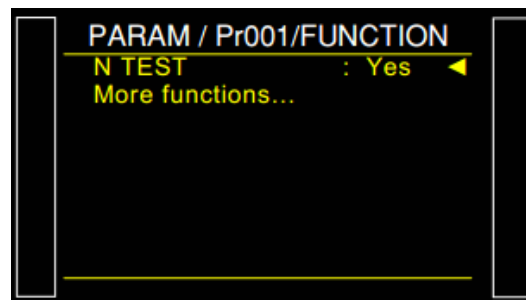 PARAM / Pr001/FUNCTION
N TEST : Yes ◄
More functions...